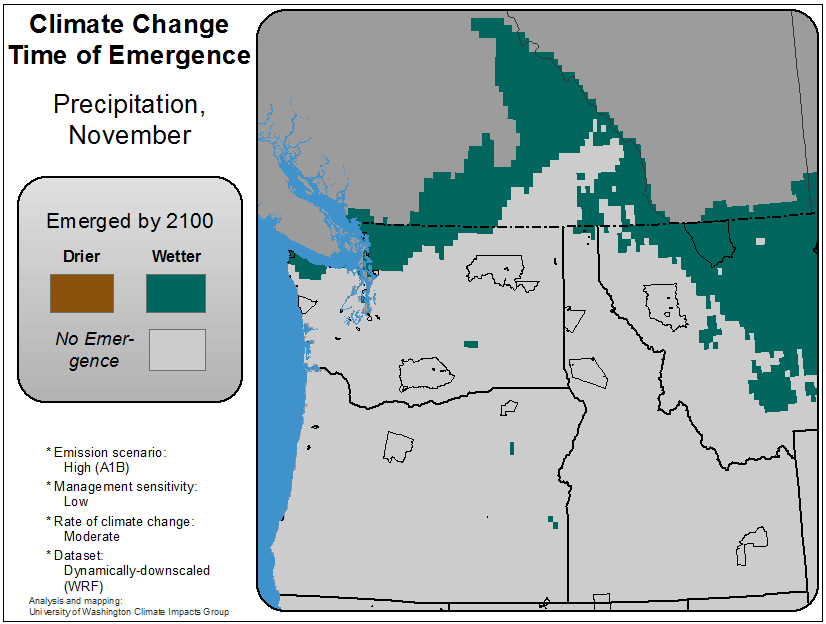 Climate Change
Time of Emergence
Precipitation,
November
Emerged by 2100
Drier Wetter
No Emer-
gence
* Emission scenario:
High (A1B)
* Management sensitivity:
Low
* Rate of climate change:
Moderate
* Dataset:
Dynamically-downscaled
(WRF)
Analysis and mapping:
University of Washington Climate Impacts Group